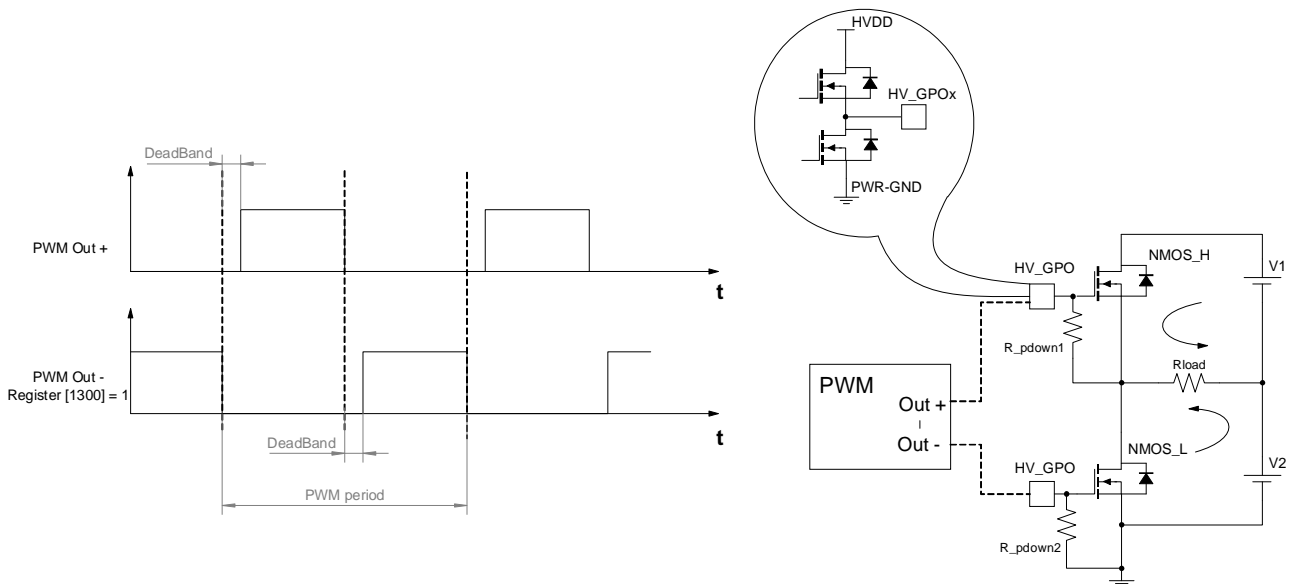 DeadBand
PWM Out +
t
PWM Out -
Register [1300] = 1
t
DeadBand
PWM period
HVDD
HV_GPOx
PWR-GND
HV_GPO
NMOS_H
V1
R_pdown1
Rload
PWM
Out +
Out -
HV_GPO
NMOS_L
V2
R_pdown2